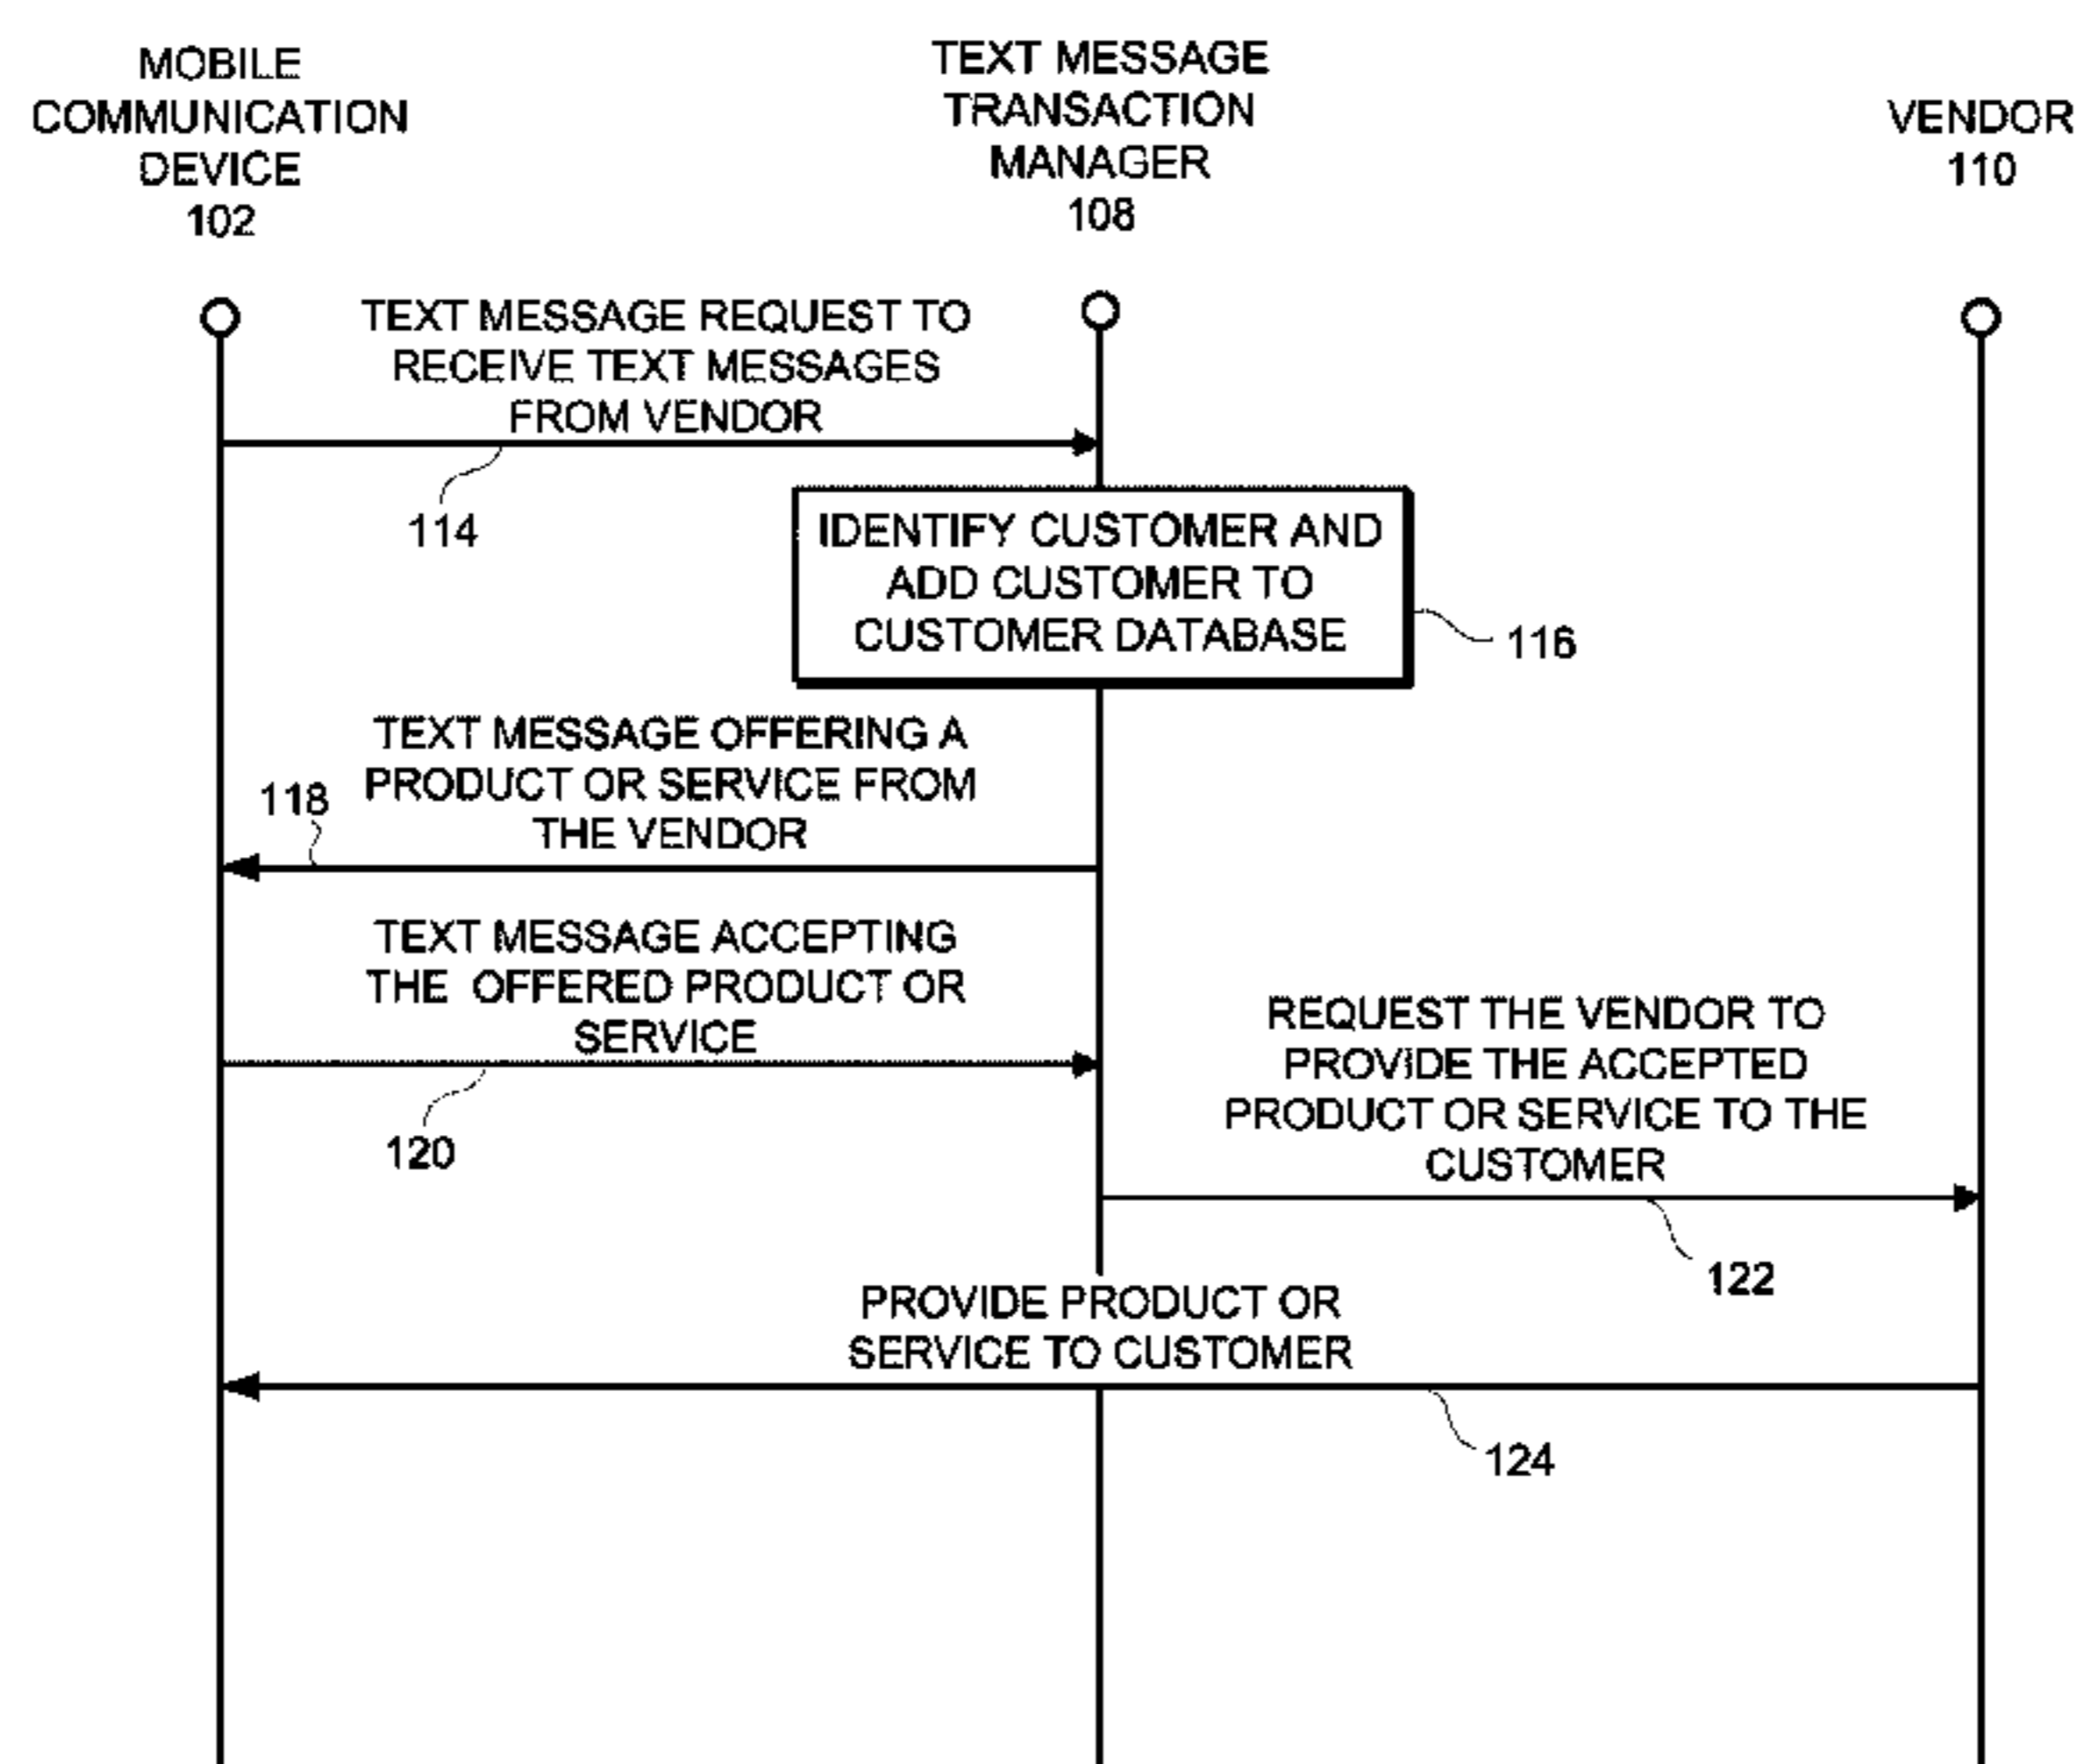 MOBILE
COMMUNICATION
DEVICE
102
TEXT MESSAGE
TRANSACTION
MANAGER
108
VENDOR
110
TEXT MESSAGE REQUEST TO
RECEIVE TEXT MESSAGES
FROM VENDOR
114
IDENTIFY CUSTOMER AND
ADD CUSTOMER TO
CUSTOMER DATABASE
116
TEXT MESSAGE OFFERING A
PRODUCT OR SERVICE FROM
THE VENDOR
118
TEXT MESSAGE ACCEPTING
THE OFFERED PRODUCT OR
SERVICE
120
REQUEST THE VENDOR TO
PROVIDE THE ACCEPTED
PRODUCT OR SERVICE TO THE
CUSTOMER
122
PROVIDE PRODUCT OR
SERVICE TO CUSTOMER
124